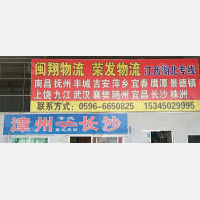 闽翔物流 荣发物流 江西湖北专线
南昌 抚州 丰城 吉安 萍乡 宜春 鹰潭 景德镇
上饶 九江 武汉 襄樊 随州 宜昌 长沙 株洲
联系方式:0596-6650825 15345029995
漳州 长沙